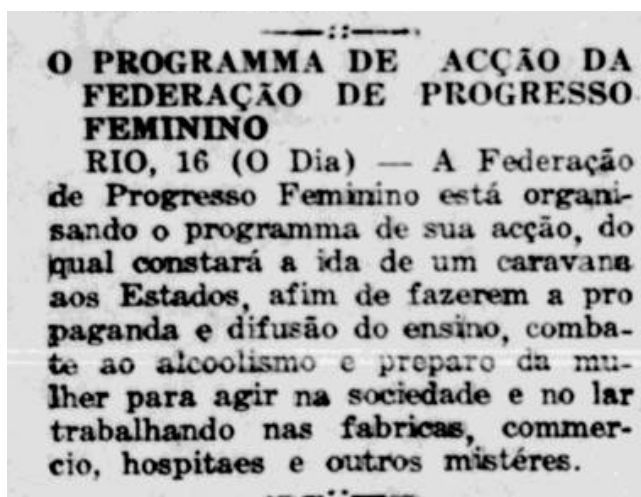 O PROGRAMMA DE ACÇÃO DA
FEDERAÇÃO DE PROGRESSO
FEMININO
RIO, 16 (O Dia) — A Federação
de Progresso Feminino está organi-
sando o programma de sua acção, do
qual constará a ida de um caravana
aos Estados, afim de fazerem a pro
paganda e difusão do ensino, comba-
te ao alcoolismo e preparo da mu-
lher para agir na sociedade e no lar
trabalhando nas fabricas, commer-
cio, hospitaes e outros mistéres.